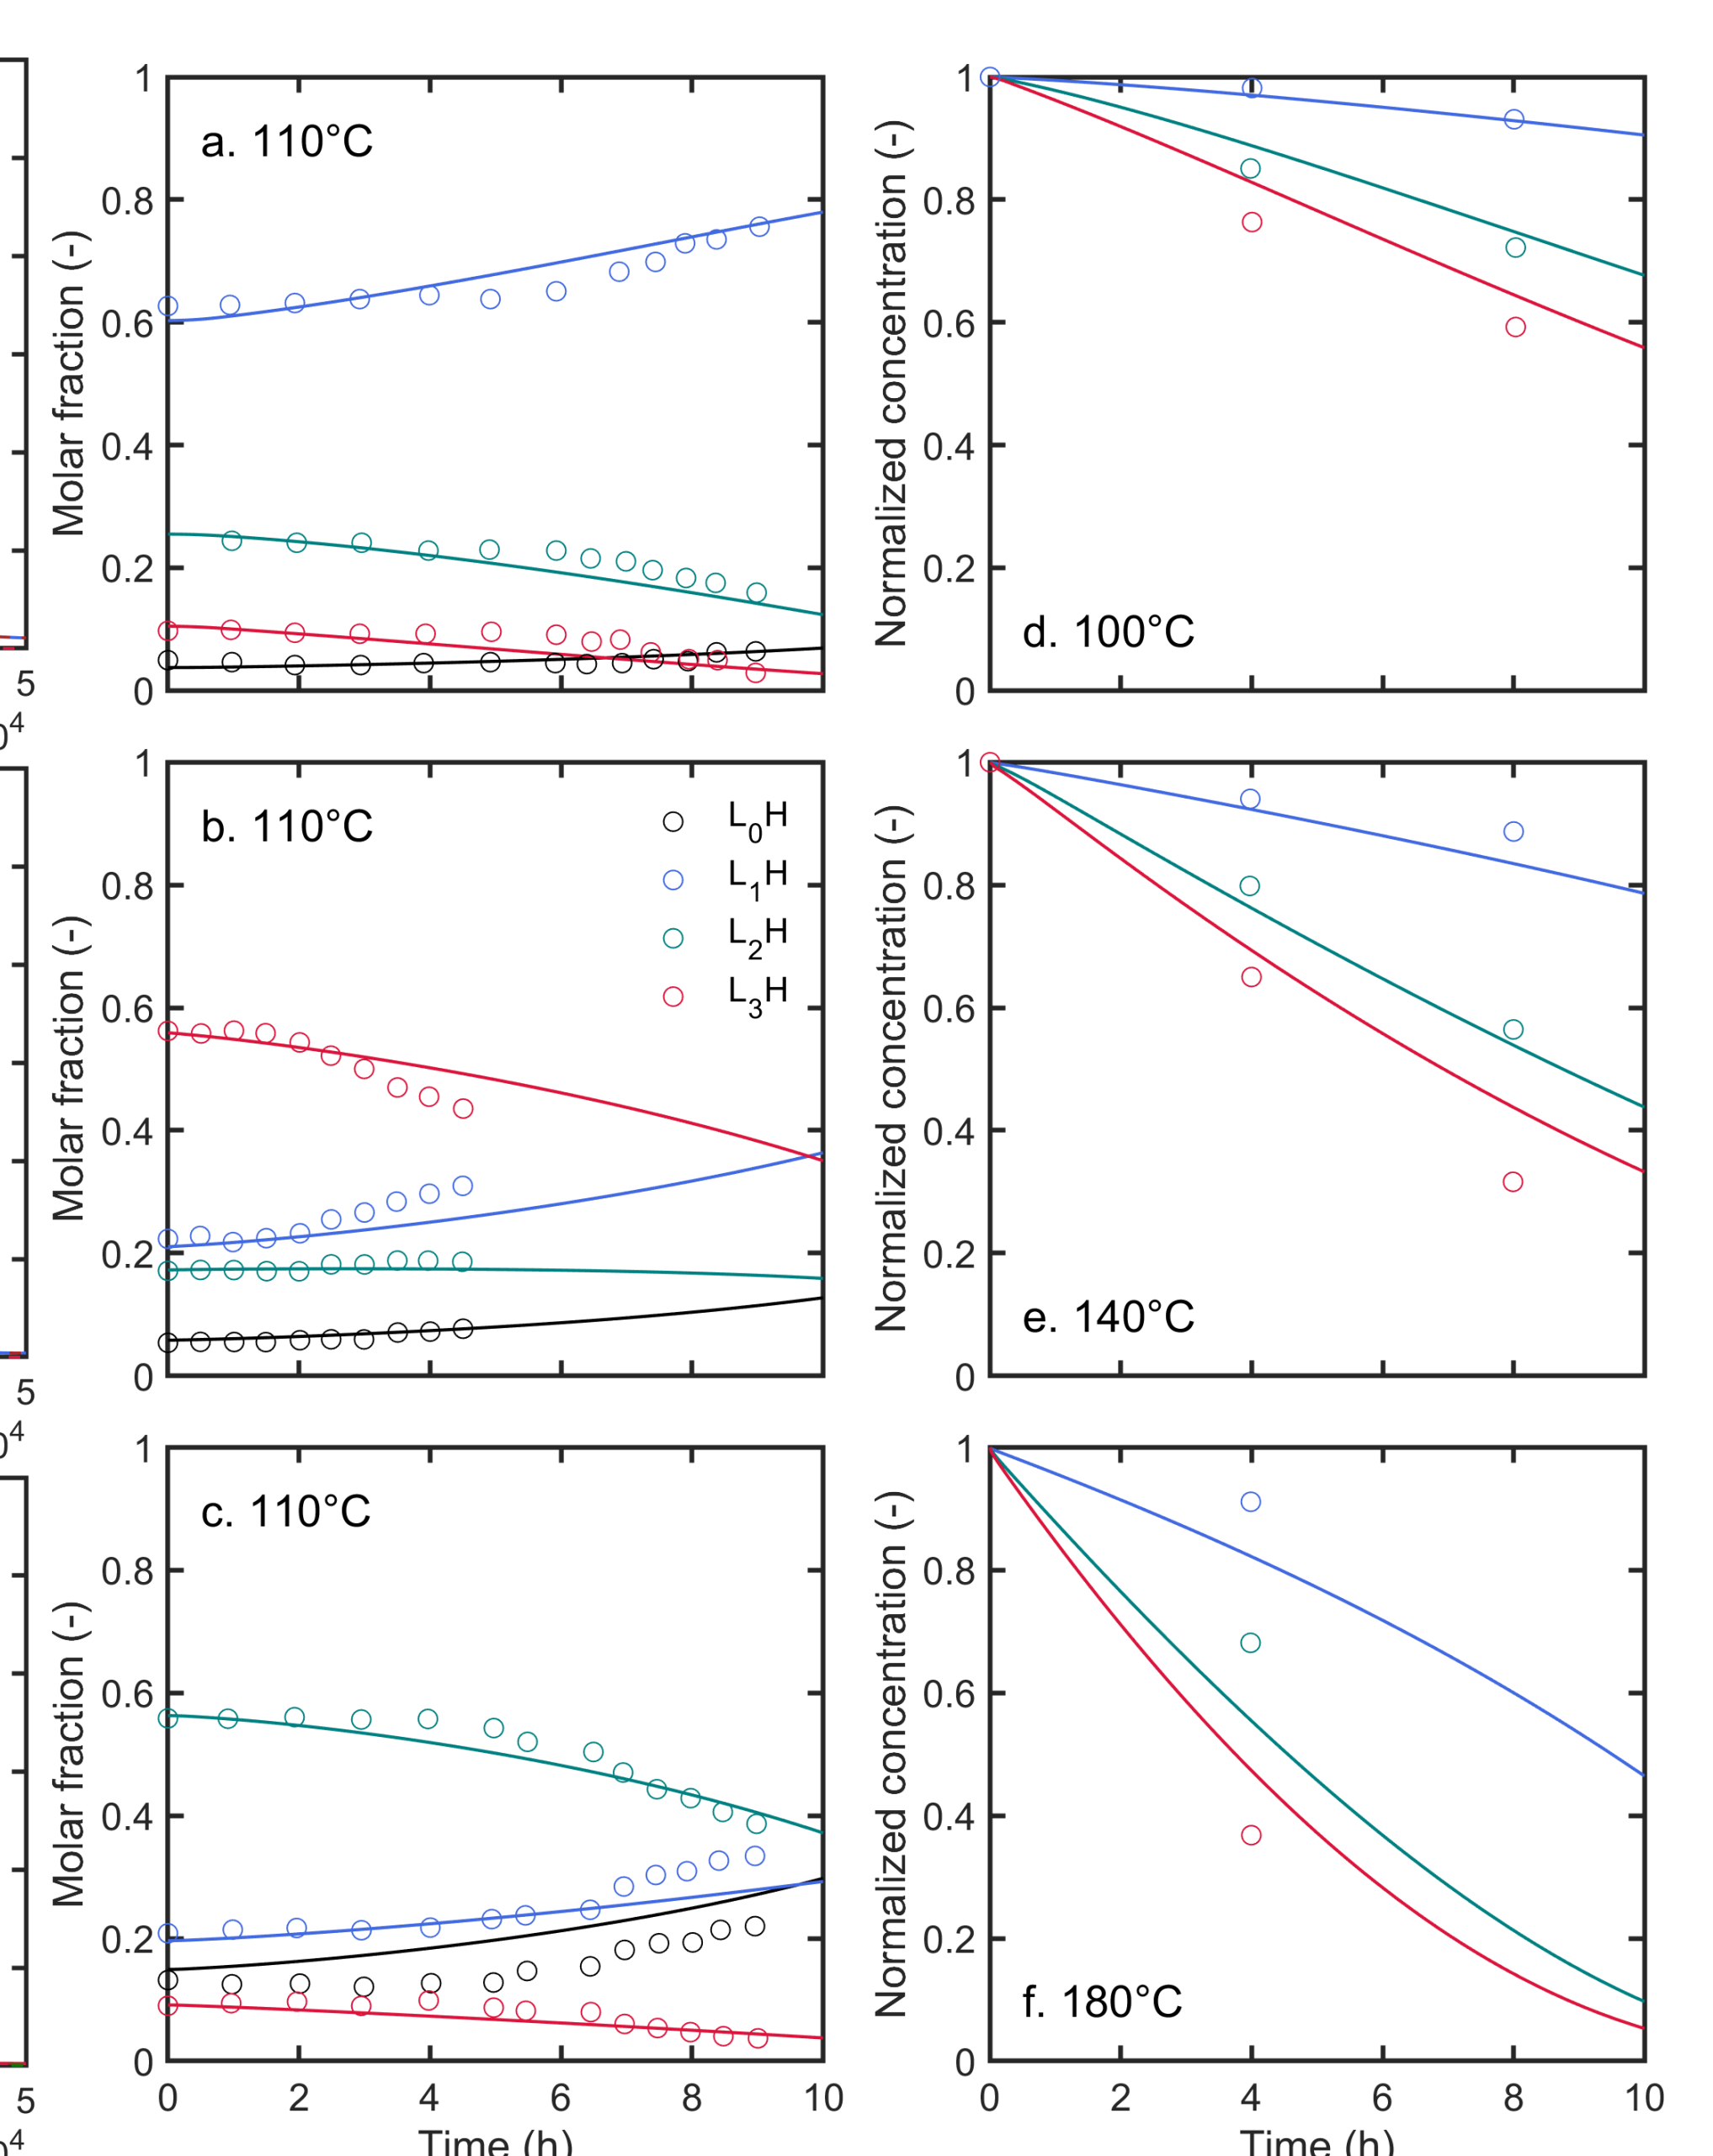 1
0.8
0.6
0.4
0.2
0
Molar fraction (-)
a. 110°C
1
0.8
0.6
0.4
0.2
0
Normalized concentration (-)
d. 100°C
5
0⁴
1
0.8
0.6
0.4
0.2
0
Molar fraction (-)
b. 110°C
L₀H
L₁H
L₂H
L₃H
1
0.8
0.6
0.4
0.2
0
Normalized concentration (-)
e. 140°C
5
0⁴
1
0.8
0.6
0.4
0.2
0
Molar fraction (-)
c. 110°C
0 2 4 6 8 10
Time (h)
1
0.8
0.6
0.4
0.2
0
Normalized concentration (-)
f. 180°C
0 2 4 6 8 10
Time (h)
5
0⁴